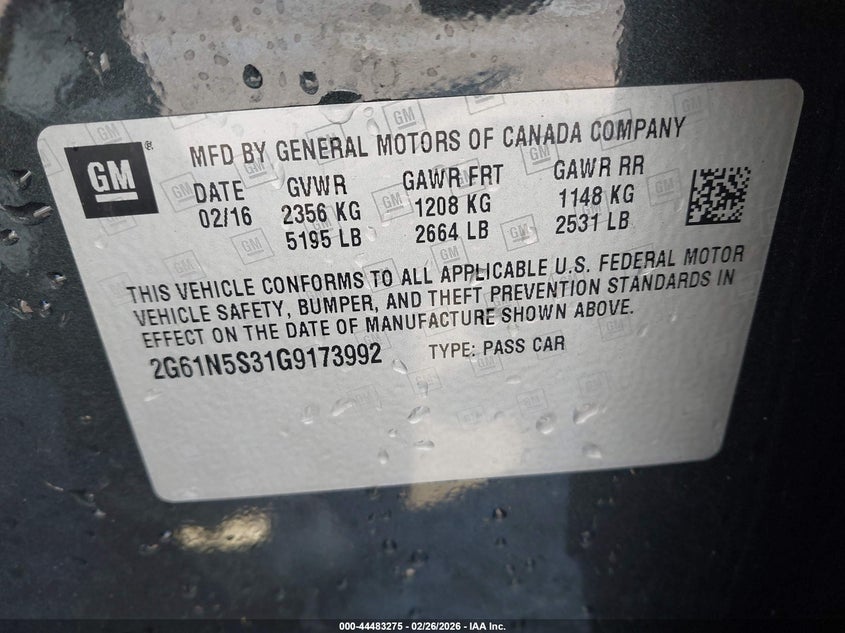 GM ®
MFD BY GENERAL MOTORS OF CANADA COMPANY
DATE GVWR GAWR FRT GAWR RR
02/16 2356 KG 1208 KG 1148 KG
5195 LB 2664 LB 2531 LB
THIS VEHICLE CONFORMS TO ALL APPLICABLE U.S. FEDERAL MOTOR
VEHICLE SAFETY, BUMPER, AND THEFT PREVENTION STANDARDS IN
EFFECT ON THE DATE OF MANUFACTURE SHOWN ABOVE.
2G61N5S31G9173992 TYPE: PASS CAR
000-44483275 | 02/26/2026 - IAA Inc.